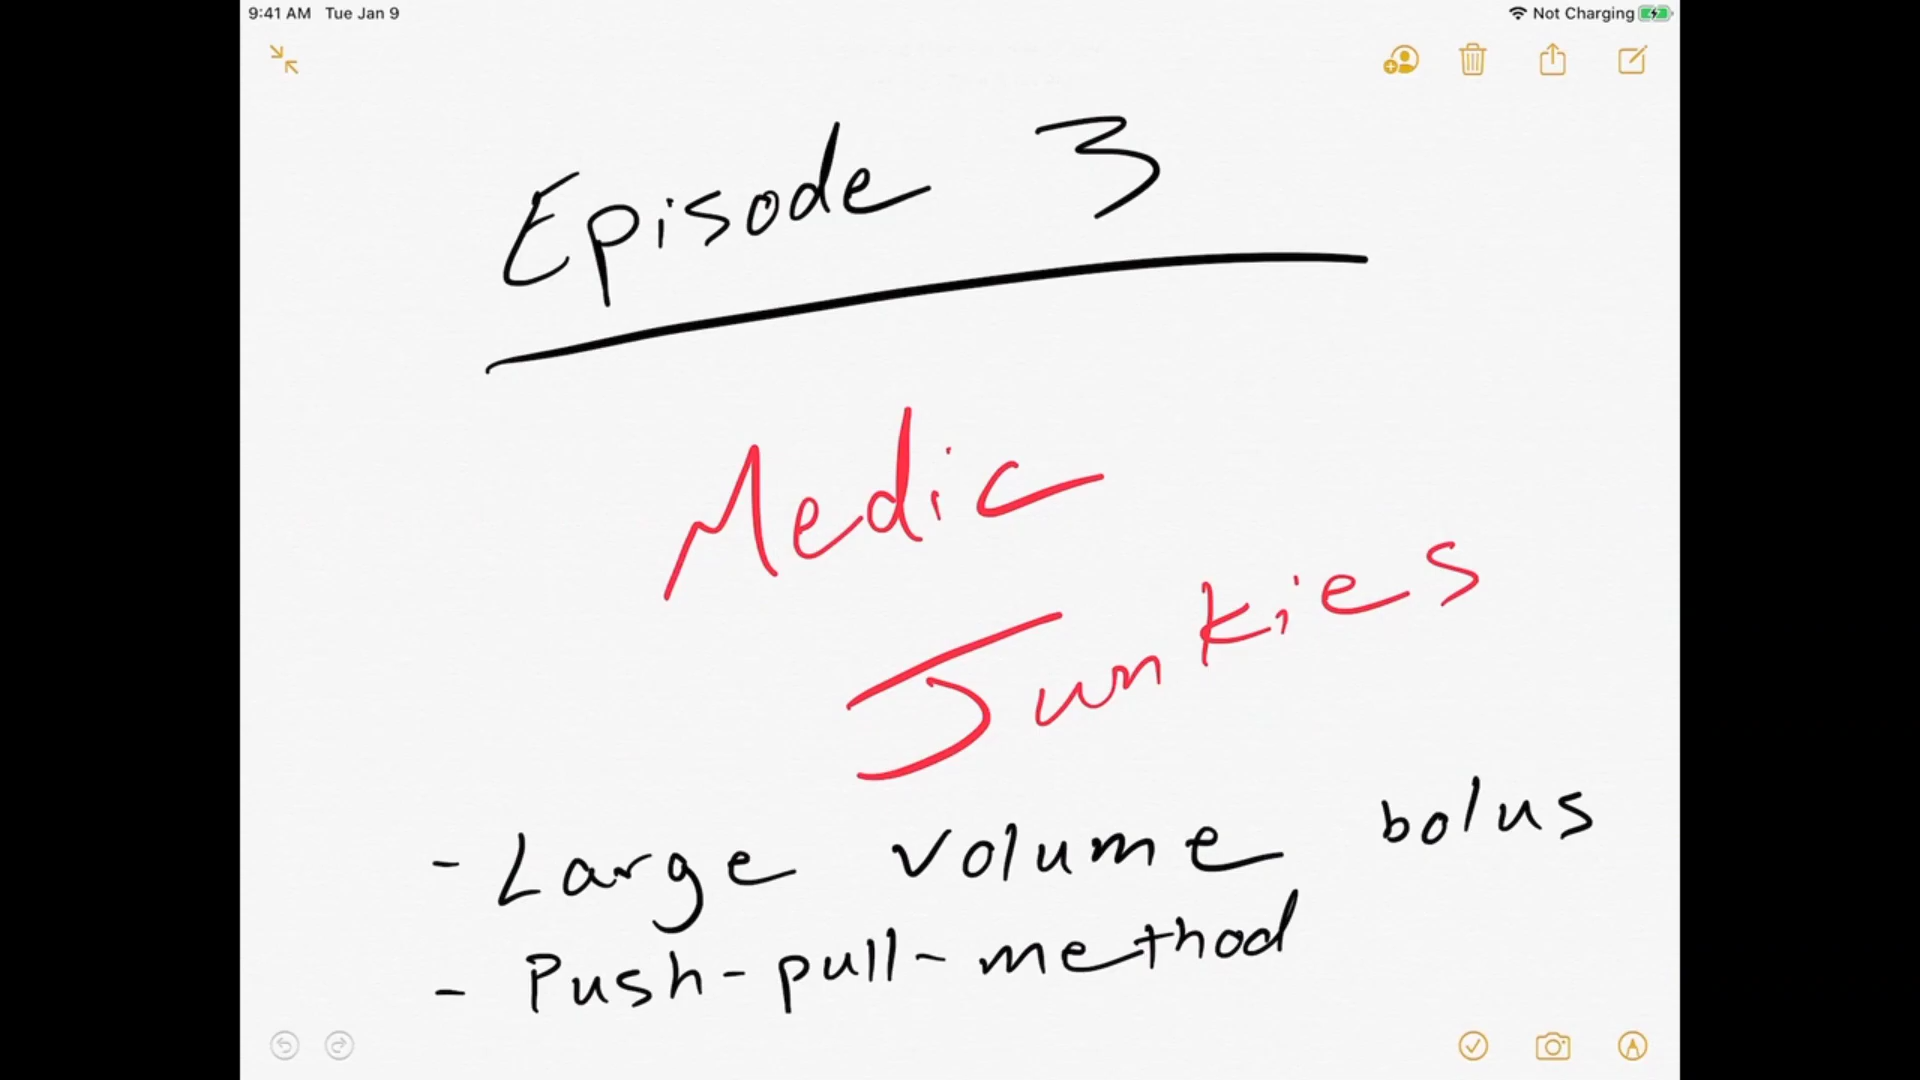 9:41 AM Tue Jan 9 Not Charging
Episode 3
Medic
Junkies
- Large volume bolus
- Push-pull-method